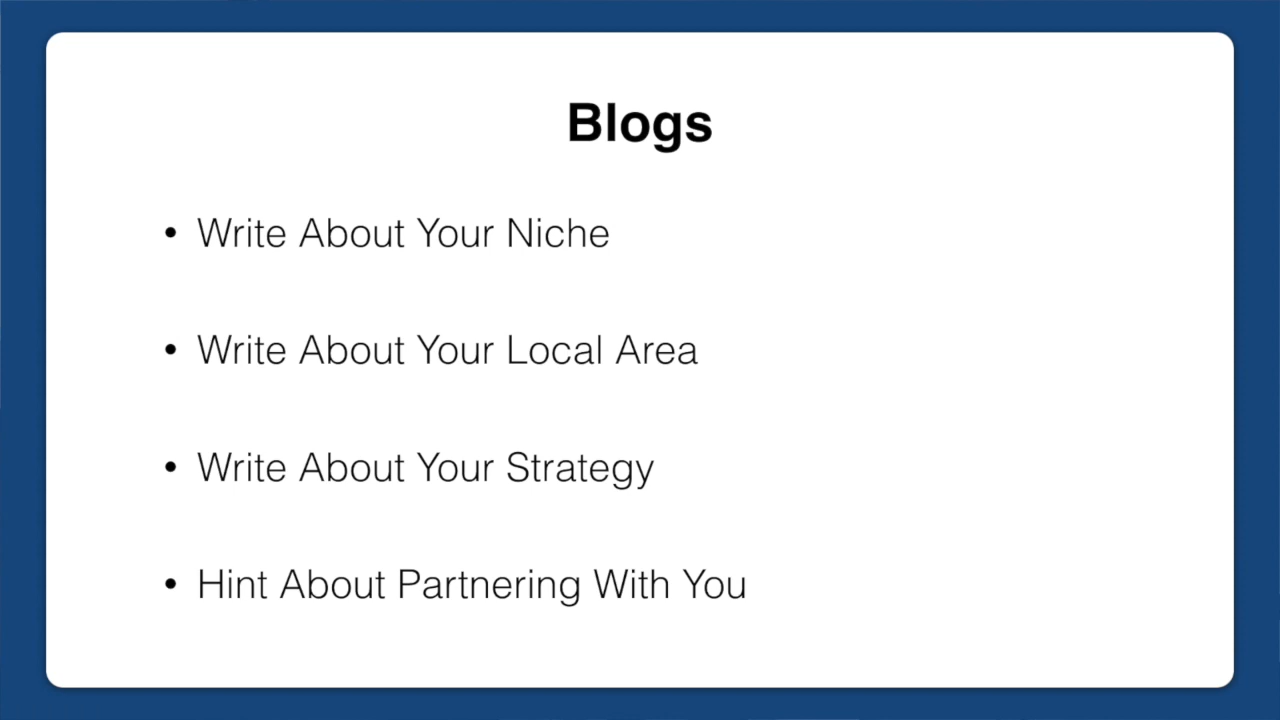 Blogs
• Write About Your Niche
• Write About Your Local Area
• Write About Your Strategy
• Hint About Partnering With You